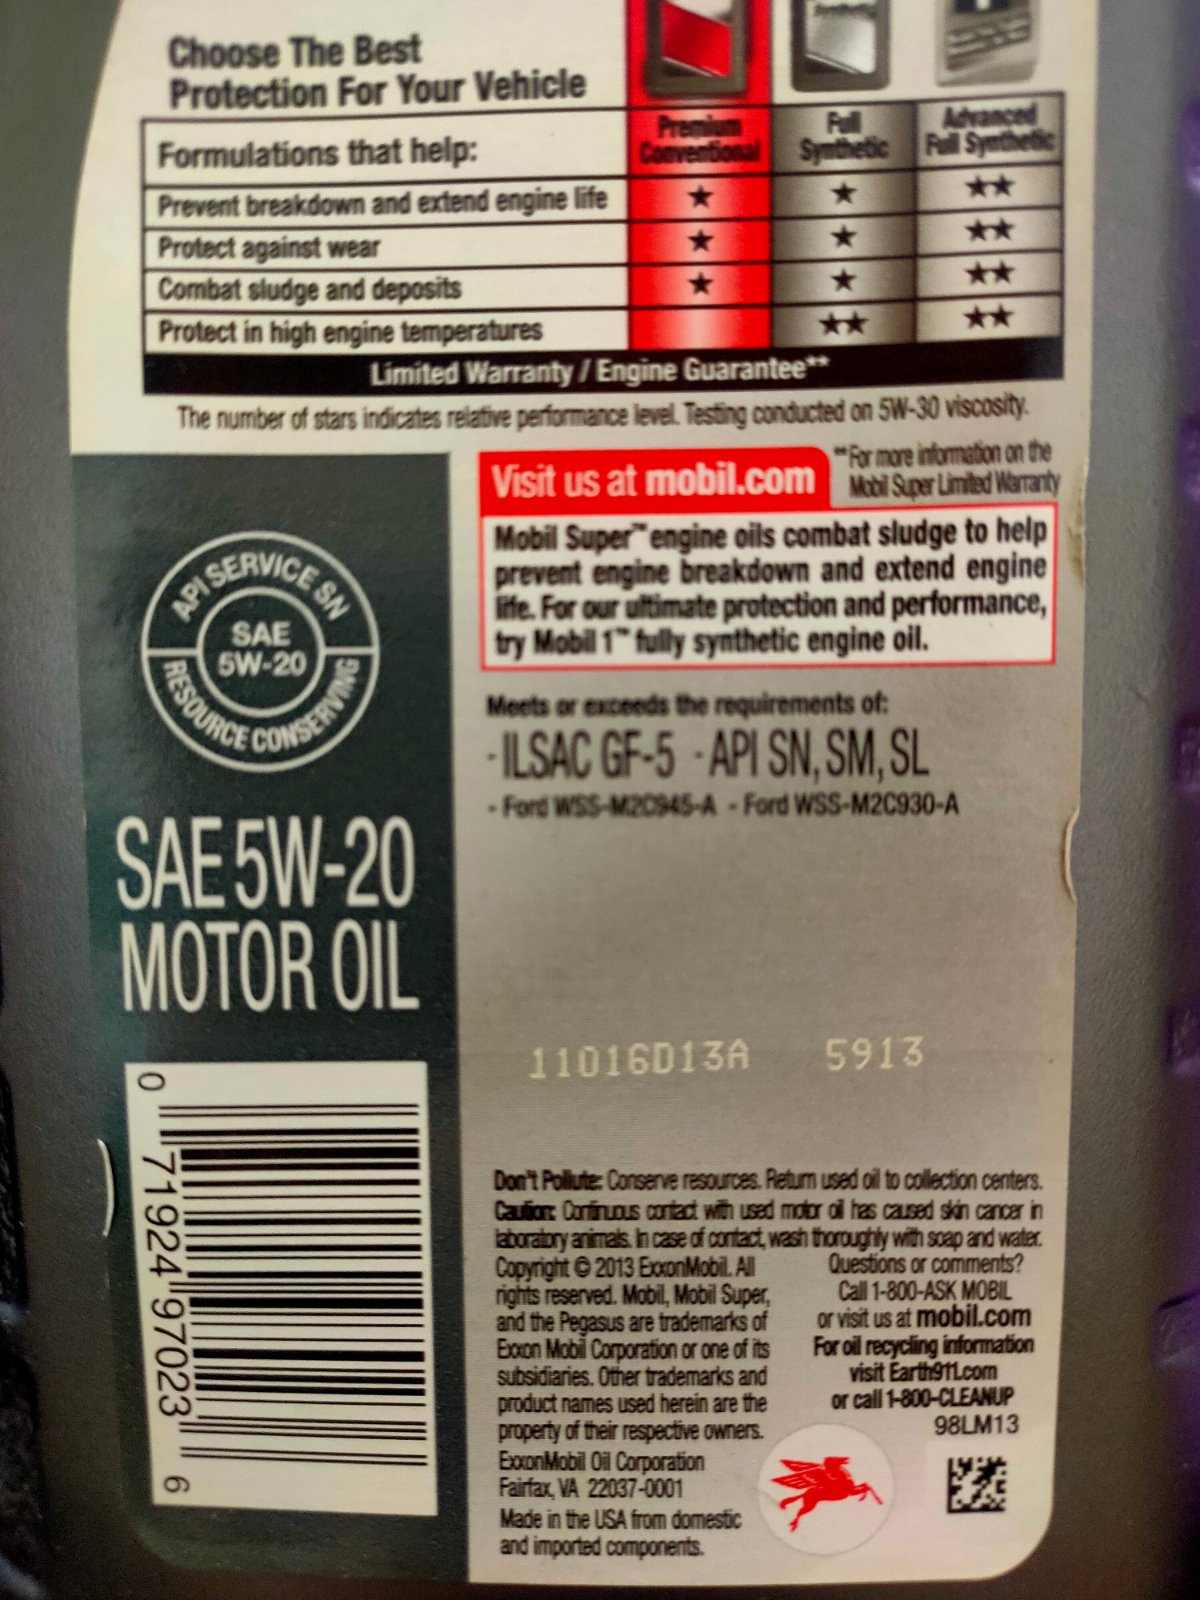 Choose The Best
Protection For Your Vehicle
Formulations that help:
Premium Conventional
Full Synthetic
Advanced Full Synthetic
Prevent breakdown and extend engine life ★ ★ ★★
Protect against wear ★ ★ ★★
Combat sludge and deposits ★ ★ ★★
Protect in high engine temperatures ★★ ★★
Limited Warranty / Engine Guarantee**
The number of stars indicates relative performance level. Testing conducted on 5W-30 viscosity.
Visit us at mobil.com
**For more information on the
Mobil Super Limited Warranty
Mobil Super™ engine oils combat sludge to help
prevent engine breakdown and extend engine
life. For our ultimate protection and performance,
try Mobil 1™ fully synthetic engine oil.
API SERVICE SN
SAE
5W-20
RESOURCE CONSERVING
Meets or exceeds the requirements of:
· ILSAC GF-5 · API SN, SM, SL
- Ford WSS-M2C945-A - Ford WSS-M2C930-A
SAE 5W-20
MOTOR OIL
11016D13A 5913
0 71924 97023 6
Don't Pollute: Conserve resources. Return used oil to collection centers.
Caution: Continuous contact with used motor oil has caused skin cancer in
laboratory animals. In case of contact, wash thoroughly with soap and water.
Copyright © 2013 ExxonMobil. All
rights reserved. Mobil, Mobil Super,
and the Pegasus are trademarks of
Exxon Mobil Corporation or one of its
subsidiaries. Other trademarks and
product names used herein are the
property of their respective owners.
ExxonMobil Oil Corporation
Fairfax, VA 22037-0001
Made in the USA from domestic
and imported components.
Questions or comments?
Call 1-800-ASK MOBIL
or visit us at mobil.com
For oil recycling information
visit Earth911.com
or call 1-800-CLEANUP
98LM13